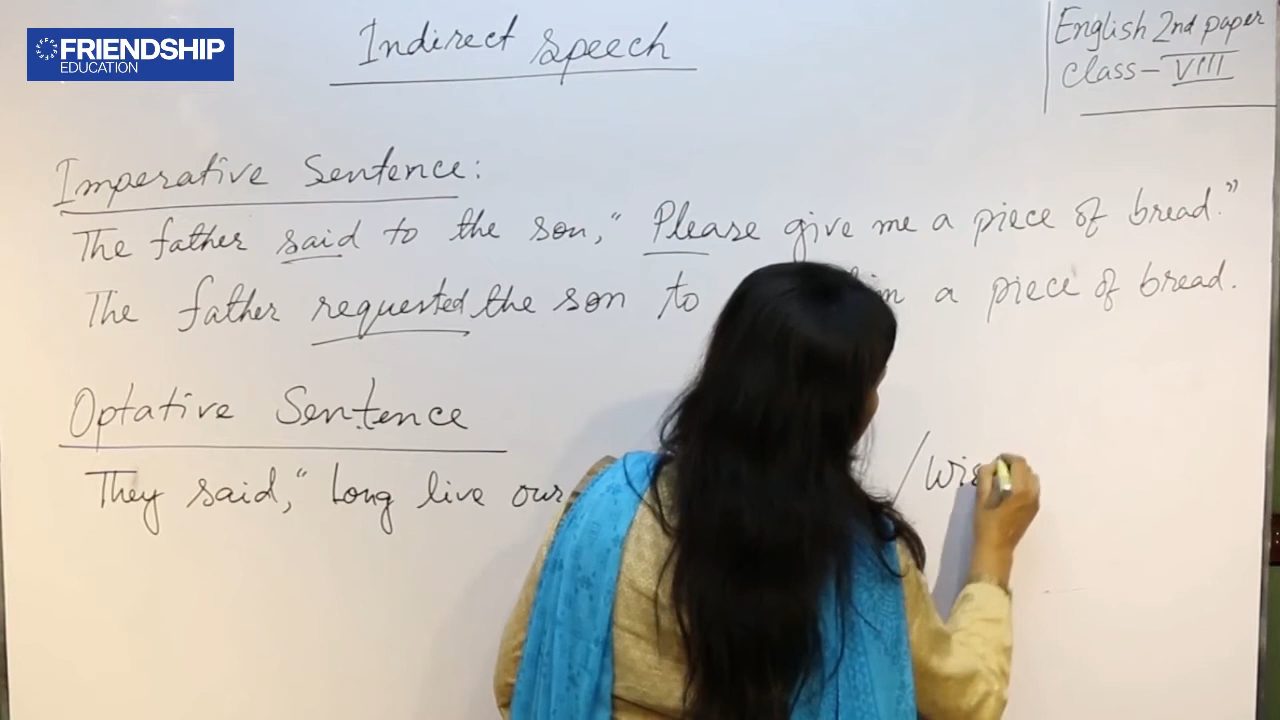 FRIENDSHIP
EDUCATION
Indirect speech
English 2nd paper
Class - VIII
Imperative Sentence:
The father said to the son, "Please give me a piece of bread."
The father requested the son to a piece of bread.
Optative Sentence
They said, "Long live our /